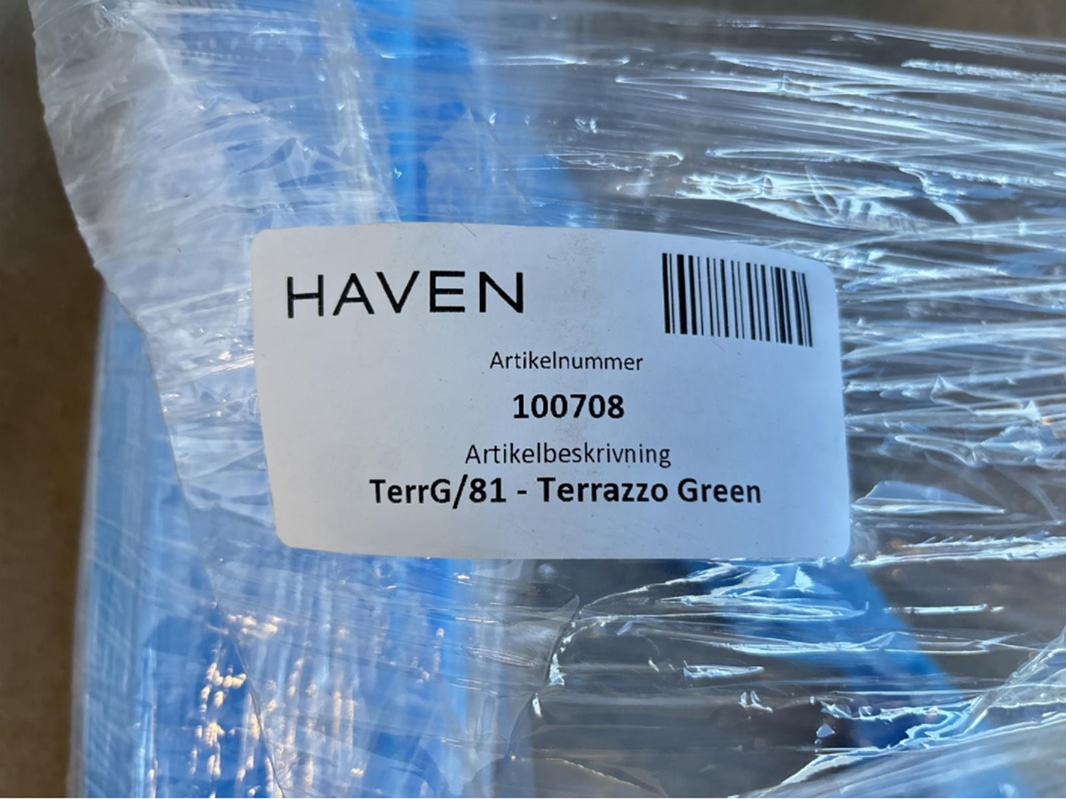 HAVEN
Artikelnummer
100708
Artikelbeskrivning
TerrG/81 - Terrazzo Green